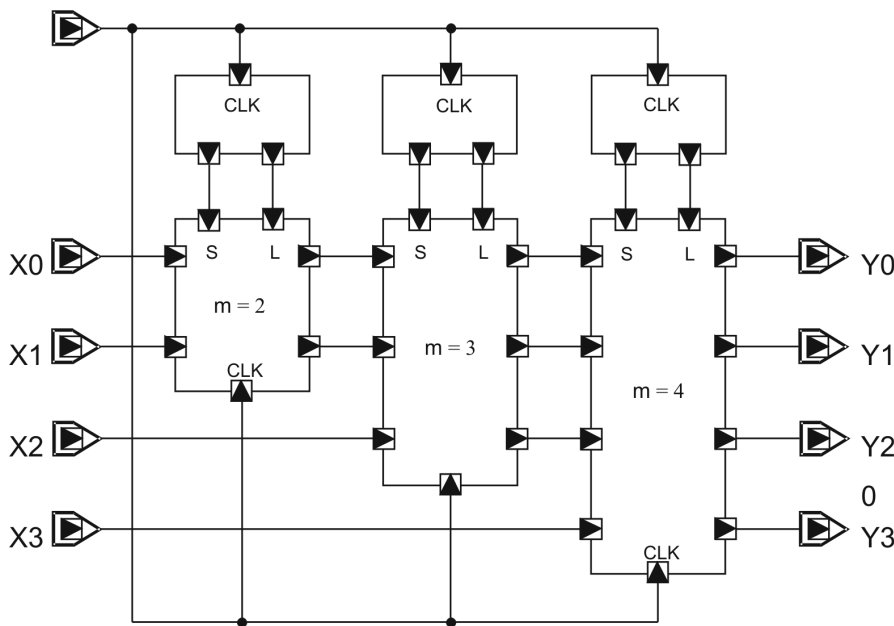 CLK CLK CLK
X0 S L S L S L Y0
m = 2
X1 m = 3 Y1
CLK
m = 4
X2 Y2
0
X3 CLK Y3